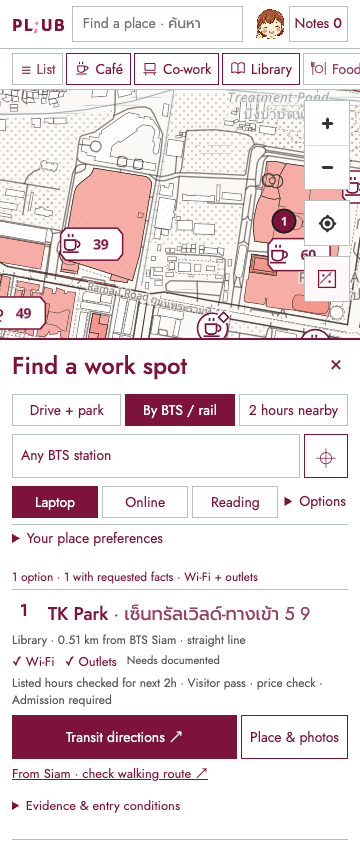 PL:UB
Find a place · ค้นหา
Notes 0
List
Café
Co-work
Library
Food
Treatment Pond
39
1
60
49
Find a work spot
×
Drive + park
By BTS / rail
2 hours nearby
Any BTS station
Laptop
Online
Reading
▶ Options
▶ Your place preferences
1 option · 1 with requested facts · Wi-Fi + outlets
1 TK Park · เซ็นทรัลเวิลด์-ทางเข้า 5 9
Library · 0.51 km from BTS Siam · straight line
✓ Wi-Fi ✓ Outlets Needs documented
Listed hours checked for next 2h · Visitor pass · price check ·
Admission required
Transit directions ↗
Place & photos
From Siam · check walking route ↗
▶ Evidence & entry conditions